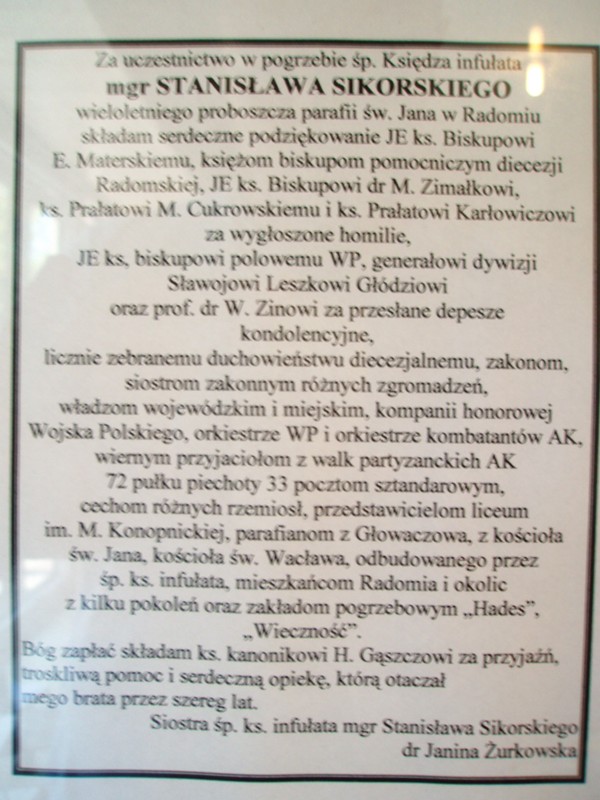 Za uczestnictwo w pogrzebie śp. Księdza infułata
mgr STANISŁAWA SIKORSKIEGO
wieloletniego proboszcza parafii św. Jana w Radomiu
składam serdeczne podziękowanie JE ks. Biskupowi
E. Materskiemu, księżom biskupom pomocniczym diecezji
Radomskiej, JE ks. Biskupowi dr M. Zimałkowi,
ks. Prałatowi M. Cukrowskiemu i ks. Prałatowi Karłowiczowi
za wygłoszone homilie,
JE ks, biskupowi polowemu WP, generałowi dywizji
Sławojowi Leszkowi Głódziowi
oraz prof. dr W. Zinowi za przesłane depesze
kondolencyjne,
licznie zebranemu duchowieństwu diecezjalnemu, zakonom,
siostrom zakonnym różnych zgromadzeń,
władzom wojewódzkim i miejskim, kompanii honorowej
Wojska Polskiego, orkiestrze WP i orkiestrze kombatantów AK,
wiernym przyjaciołom z walk partyzanckich AK
72 pułku piechoty 33 pocztom sztandarowym,
cechom różnych rzemiosł, przedstawicielom liceum
im. M. Konopnickiej, parafianom z Głowaczowa, z kościoła
św. Jana, kościoła św. Wacława, odbudowanego przez
śp. ks. infułata, mieszkańcom Radomia i okolic
z kilku pokoleń oraz zakładom pogrzebowym „Hades”,
„Wieczność”.
Bóg zapłać składam ks. kanonikowi H. Gąszczowi za przyjaźń,
troskliwą pomoc i serdeczną opiekę, którą otaczał
mego brata przez szereg lat.
Siostra śp. ks. infułata mgr Stanisława Sikorskiego
dr Janina Żurkowska